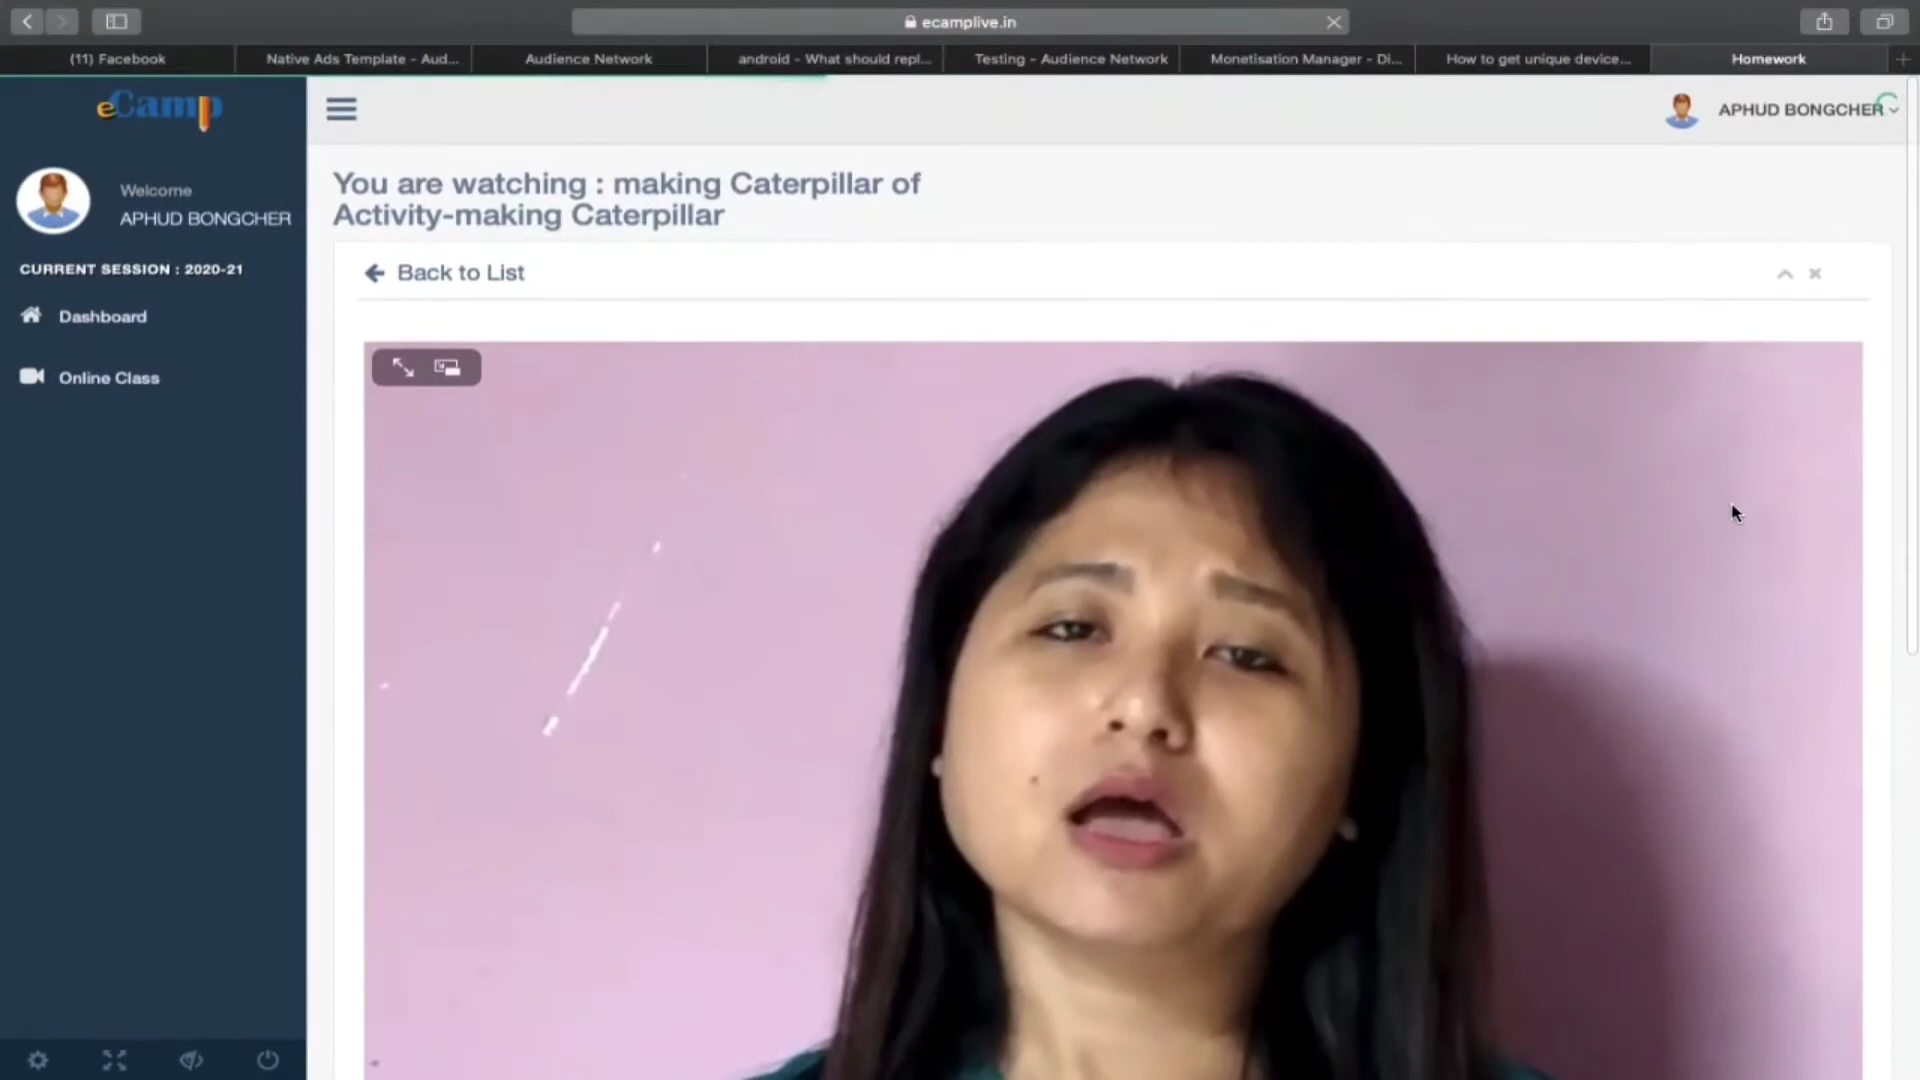 ecamplive.in
(11) Facebook
Native Ads Template - Aud...
Audience Network
android - What should repl...
Testing - Audience Network
Monetisation Manager - Di...
How to get unique device...
Homework
eCamp
APHUD BONGCHER
Welcome
APHUD BONGCHER
CURRENT SESSION : 2020-21
Dashboard
Online Class
You are watching : making Caterpillar of
Activity-making Caterpillar
Back to List